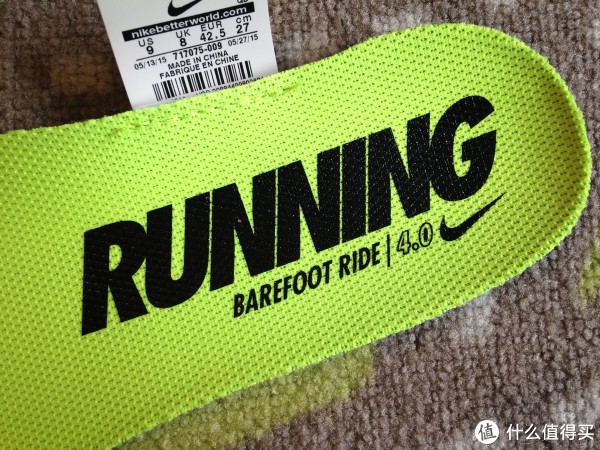 nikebetterworld.com
US UK EUR cm
9 8 42.5 27
05/13/15 717075-009 05/27/15
MADE IN CHINA
FABRIQUE EN CHINE
RUNNING
BAREFOOT RIDE | 4.0
值 什么值得买